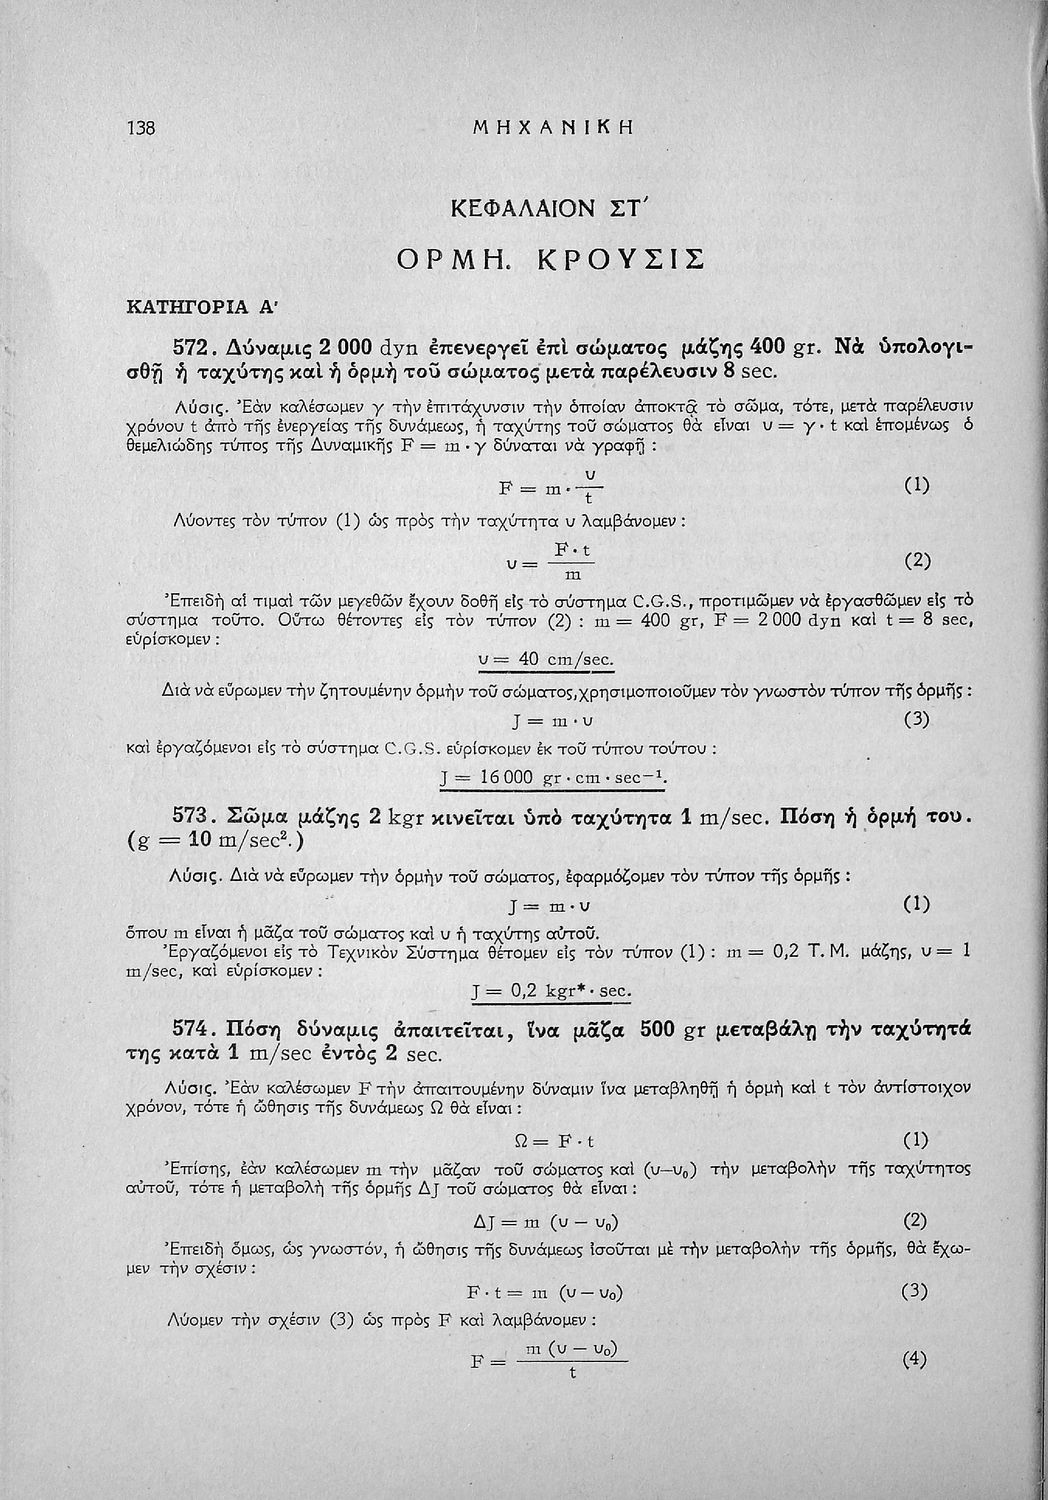 138
ΜΗΧΑΝΙΚΗ
ΚΕΦΑΛΑΙΟΝ ΣΤ΄
ΟΡΜΗ. ΚΡΟΥΣΙΣ
ΚΑΤΗΓΟΡΙΑ Α'
572. Δύναμις 2 000 dyn ἐπενεργεῖ ἐπὶ σώματος μάζης 400 gr. Νὰ ὑπολογι-
σθῇ ἡ ταχύτης καὶ ἡ ὁρμὴ τοῦ σώματος μετὰ παρέλευσιν 8 sec.
Λύσις. Ἐὰν καλέσωμεν γ τὴν ἐπιτάχυνσιν τὴν ὁποίαν ἀποκτᾷ τὸ σῶμα, τότε, μετὰ παρέλευσιν
χρόνου t ἀπὸ τῆς ἐνεργείας τῆς δυνάμεως, ἡ ταχύτης τοῦ σώματος θὰ εἶναι υ = γ · t καὶ ἑπομένως ὁ
θεμελιώδης τύπος τῆς Δυναμικῆς F = m · γ δύναται νὰ γραφῇ :
F = m · υ/t (1)
Λύοντες τὸν τύπον (1) ὡς πρὸς τὴν ταχύτητα υ λαμβάνομεν :
υ = F · t/m (2)
Ἐπειδὴ αἱ τιμαὶ τῶν μεγεθῶν ἔχουν δοθῆ εἰς τὸ σύστημα C.G.S., προτιμῶμεν νὰ ἐργασθῶμεν εἰς τὸ
σύστημα τοῦτο. Οὕτω θέτοντες εἰς τὸν τύπον (2) : m = 400 gr, F = 2 000 dyn καὶ t = 8 sec,
εὑρίσκομεν :
υ = 40 cm/sec.
Διὰ νὰ εὕρωμεν τὴν ζητουμένην ὁρμὴν τοῦ σώματος, χρησιμοποιοῦμεν τὸν γνωστὸν τύπον τῆς ὁρμῆς :
J = m · υ (3)
καὶ ἐργαζόμενοι εἰς τὸ σύστημα C.G.S. εὑρίσκομεν ἐκ τοῦ τύπου τούτου :
J = 16 000 gr · cm · sec⁻¹.
573. Σῶμα μάζης 2 kgr κινεῖται ὑπὸ ταχύτητα 1 m/sec. Πόση ἡ ὁρμή του.
(g = 10 m/sec².)
Λύσις. Διὰ νὰ εὕρωμεν τὴν ὁρμὴν τοῦ σώματος, ἐφαρμόζομεν τὸν τύπον τῆς ὁρμῆς :
J = m · υ (1)
ὅπου m εἶναι ἡ μᾶζα τοῦ σώματος καὶ υ ἡ ταχύτης αὐτοῦ.
Ἐργαζόμενοι εἰς τὸ Τεχνικὸν Σύστημα θέτομεν εἰς τὸν τύπον (1) : m = 0,2 Τ. Μ. μάζης, υ = 1
m/sec, καὶ εὑρίσκομεν :
J = 0,2 kgr* · sec.
574. Πόση δύναμις ἀπαιτεῖται, ἵνα μᾶζα 500 gr μεταβάλῃ τὴν ταχύτητά
της κατὰ 1 m/sec ἐντὸς 2 sec.
Λύσις. Ἐὰν καλέσωμεν F τὴν ἀπαιτουμένην δύναμιν ἵνα μεταβληθῇ ἡ ὁρμὴ καὶ t τὸν ἀντίστοιχον
χρόνον, τότε ἡ ὤθησις τῆς δυνάμεως Ω θὰ εἶναι :
Ω = F · t (1)
Ἐπίσης, ἐὰν καλέσωμεν m τὴν μᾶζαν τοῦ σώματος καὶ (υ—υ₀) τὴν μεταβολὴν τῆς ταχύτητος
αὐτοῦ, τότε ἡ μεταβολὴ τῆς ὁρμῆς ΔJ τοῦ σώματος θὰ εἶναι :
ΔJ = m (υ — υ₀) (2)
Ἐπειδὴ ὅμως, ὡς γνωστόν, ἡ ὤθησις τῆς δυνάμεως ἰσοῦται μὲ τὴν μεταβολὴν τῆς ὁρμῆς, θὰ ἔχω-
μεν τὴν σχέσιν :
F · t = m (υ — υ₀) (3)
Λύομεν τὴν σχέσιν (3) ὡς πρὸς F καὶ λαμβάνομεν :
F = m (υ — υ₀)/t (4)